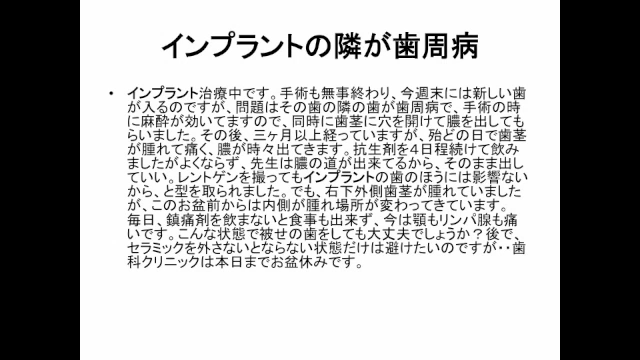 インプラントの隣が歯周病
• インプラント治療中です。手術も無事終わり、今週末には新しい歯
が入るのですが、問題はその歯の隣の歯が歯周病で、手術の時
に麻酔が効いてますので、同時に歯茎に穴を開けて膿を出しても
らいました。その後、三ヶ月以上経っていますが、殆どの日で歯茎
が腫れて痛く、膿が時々出てきます。抗生剤を４日程続けて飲み
ましたがよくならず、先生は膿の道が出来てるから、そのまま出し
ていい。レントゲンを撮ってもインプラントの歯のほうには影響ない
から、と型を取られました。でも、右下外側歯茎が腫れていました
が、このお盆前からは内側が腫れ場所が変わってきています。
毎日、鎮痛剤を飲まないと食事も出来ず、今は顎もリンパ腺も痛
いです。こんな状態で被せの歯をしても大丈夫でしょうか？後で、
セラミックを外さないとならない状態だけは避けたいのですが・・歯
科クリニックは本日までお盆休みです。